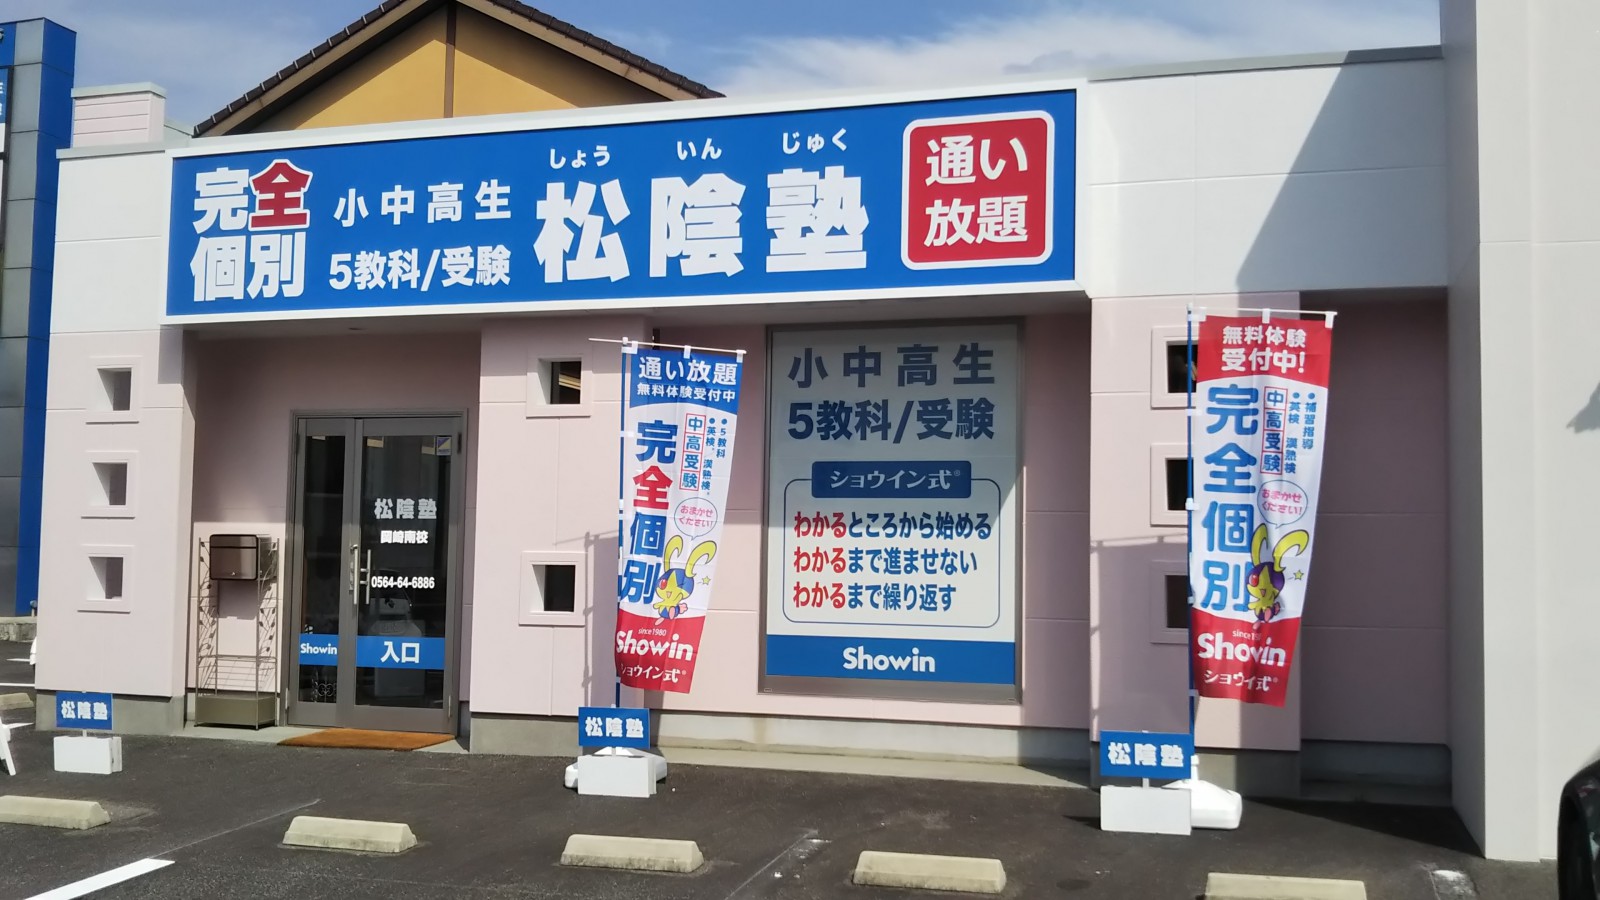 完全
個別
小中高生
5教科/受験
しょう いん じゅく
松陰塾
通い
放題
松陰塾
岡崎南校
0564-64-6886
Showin
入口
通い放題
無料体験受付中
●5教科
●英検。漢熟検。
中高受験
完全個別
おまかせ
ください!
since1980
Showin
ショウイン式®
小中高生
5教科/受験
ショウイン式®
わかるところから始める
わかるまで進ませない
わかるまで繰り返す
Showin
無料体験
受付中!
●補習指導
●英検 漢熟検
中高受験
完全個別
おまかせ
ください!
Showin
ショウイン式®
松陰塾
松陰塾
松陰塾